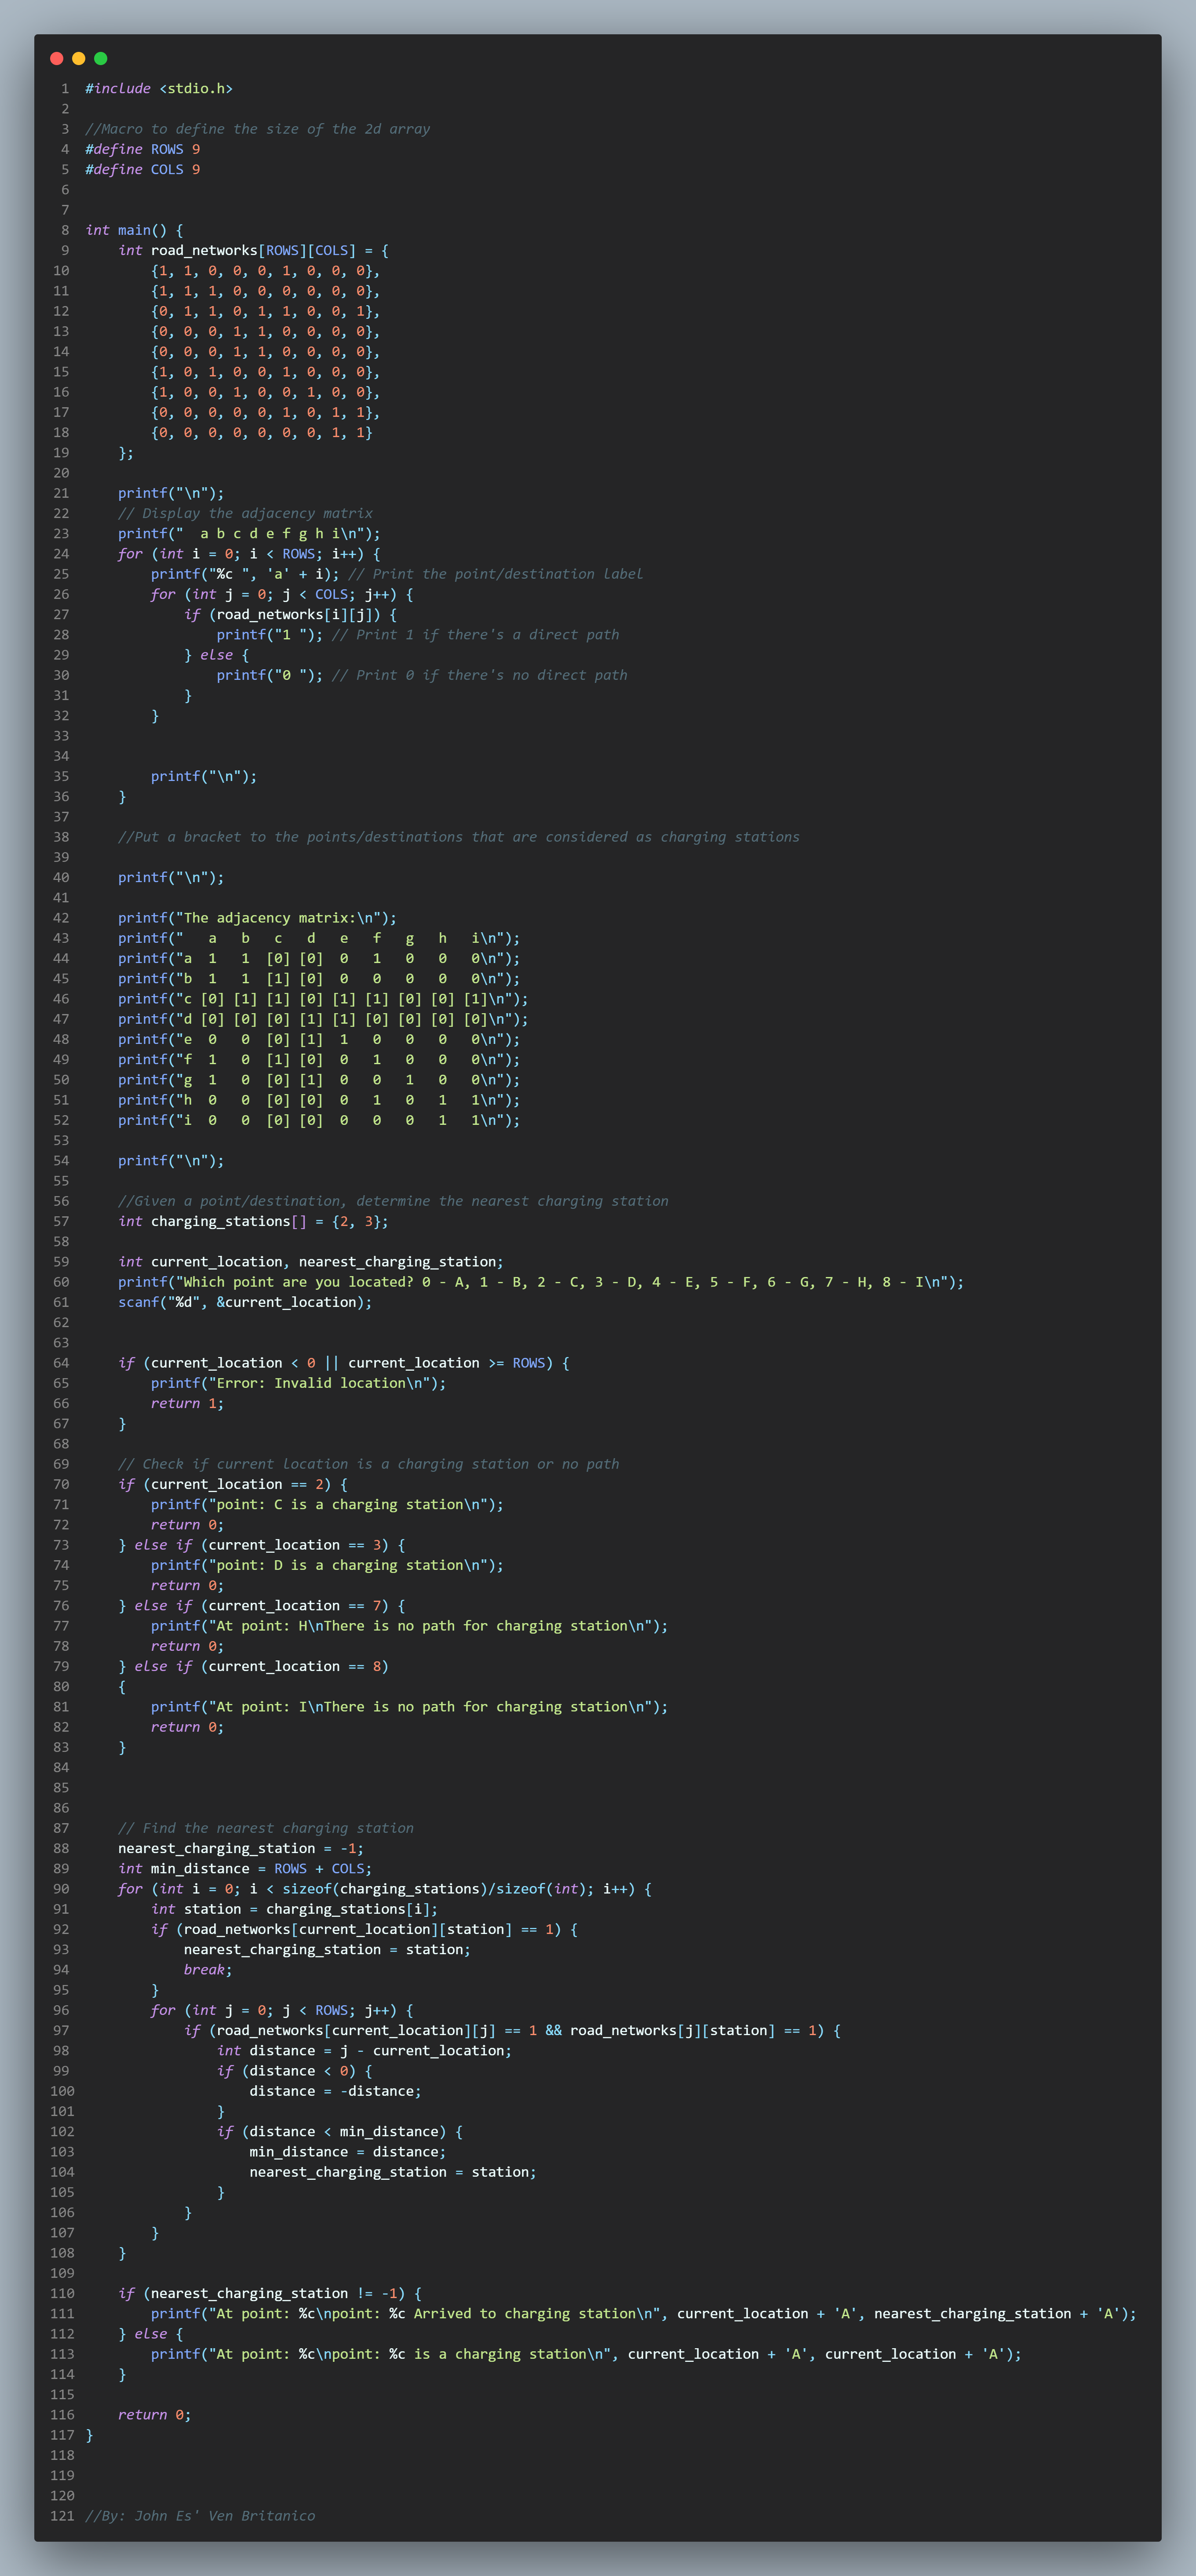 1 #include <stdio.h>
2
3 //Macro to define the size of the 2d array
4 #define ROWS 9
5 #define COLS 9
6
7
8 int main() {
9     int road_networks[ROWS][COLS] = {
10         {1, 1, 0, 0, 0, 1, 0, 0, 0},
11         {1, 1, 1, 0, 0, 0, 0, 0, 0},
12         {0, 1, 1, 0, 1, 1, 0, 0, 1},
13         {0, 0, 0, 1, 1, 0, 0, 0, 0},
14         {0, 0, 0, 1, 1, 0, 0, 0, 0},
15         {1, 0, 1, 0, 0, 1, 0, 0, 0},
16         {1, 0, 0, 1, 0, 0, 1, 0, 0},
17         {0, 0, 0, 0, 0, 1, 0, 1, 1},
18         {0, 0, 0, 0, 0, 0, 0, 1, 1}
19     };
20
21     printf("\n");
22     // Display the adjacency matrix
23     printf("  a b c d e f g h i\n");
24     for (int i = 0; i < ROWS; i++) {
25         printf("%c ", 'a' + i); // Print the point/destination label
26         for (int j = 0; j < COLS; j++) {
27             if (road_networks[i][j]) {
28                 printf("1 "); // Print 1 if there's a direct path
29             } else {
30                 printf("0 "); // Print 0 if there's no direct path
31             }
32         }
33
34
35         printf("\n");
36     }
37
38     //Put a bracket to the points/destinations that are considered as charging stations
39
40     printf("\n");
41
42     printf("The adjacency matrix:\n");
43     printf("   a   b   c   d   e   f   g   h   i\n");
44     printf("a  1   1  [0] [0]  0   1   0   0   0\n");
45     printf("b  1   1  [1] [0]  0   0   0   0   0\n");
46     printf("c [0] [1] [1] [0] [1] [1] [0] [0] [1]\n");
47     printf("d [0] [0] [0] [1] [1] [0] [0] [0] [0]\n");
48     printf("e  0   0  [0] [1]  1   0   0   0   0\n");
49     printf("f  1   0  [1] [0]  0   1   0   0   0\n");
50     printf("g  1   0  [0] [1]  0   0   1   0   0\n");
51     printf("h  0   0  [0] [0]  0   1   0   1   1\n");
52     printf("i  0   0  [0] [0]  0   0   0   1   1\n");
53
54     printf("\n");
55
56     //Given a point/destination, determine the nearest charging station
57     int charging_stations[] = {2, 3};
58
59     int current_location, nearest_charging_station;
60     printf("Which point are you located? 0 - A, 1 - B, 2 - C, 3 - D, 4 - E, 5 - F, 6 - G, 7 - H, 8 - I\n");
61     scanf("%d", &current_location);
62
63
64     if (current_location < 0 || current_location >= ROWS) {
65         printf("Error: Invalid location\n");
66         return 1;
67     }
68
69     // Check if current location is a charging station or no path
70     if (current_location == 2) {
71         printf("point: C is a charging station\n");
72         return 0;
73     } else if (current_location == 3) {
74         printf("point: D is a charging station\n");
75         return 0;
76     } else if (current_location == 7) {
77         printf("At point: H\nThere is no path for charging station\n");
78         return 0;
79     } else if (current_location == 8)
80     {
81         printf("At point: I\nThere is no path for charging station\n");
82         return 0;
83     }
84
85
86
87     // Find the nearest charging station
88     nearest_charging_station = -1;
89     int min_distance = ROWS + COLS;
90     for (int i = 0; i < sizeof(charging_stations)/sizeof(int); i++) {
91         int station = charging_stations[i];
92         if (road_networks[current_location][station] == 1) {
93             nearest_charging_station = station;
94             break;
95         }
96         for (int j = 0; j < ROWS; j++) {
97             if (road_networks[current_location][j] == 1 && road_networks[j][station] == 1) {
98                 int distance = j - current_location;
99                 if (distance < 0) {
100                     distance = -distance;
101                 }
102                 if (distance < min_distance) {
103                     min_distance = distance;
104                     nearest_charging_station = station;
105                 }
106             }
107         }
108     }
109
110     if (nearest_charging_station != -1) {
111         printf("At point: %c\npoint: %c Arrived to charging station\n", current_location + 'A', nearest_charging_station + 'A');
112     } else {
113         printf("At point: %c\npoint: %c is a charging station\n", current_location + 'A', current_location + 'A');
114     }
115
116     return 0;
117 }
118
119
120
121 //By: John Es' Ven Britanico